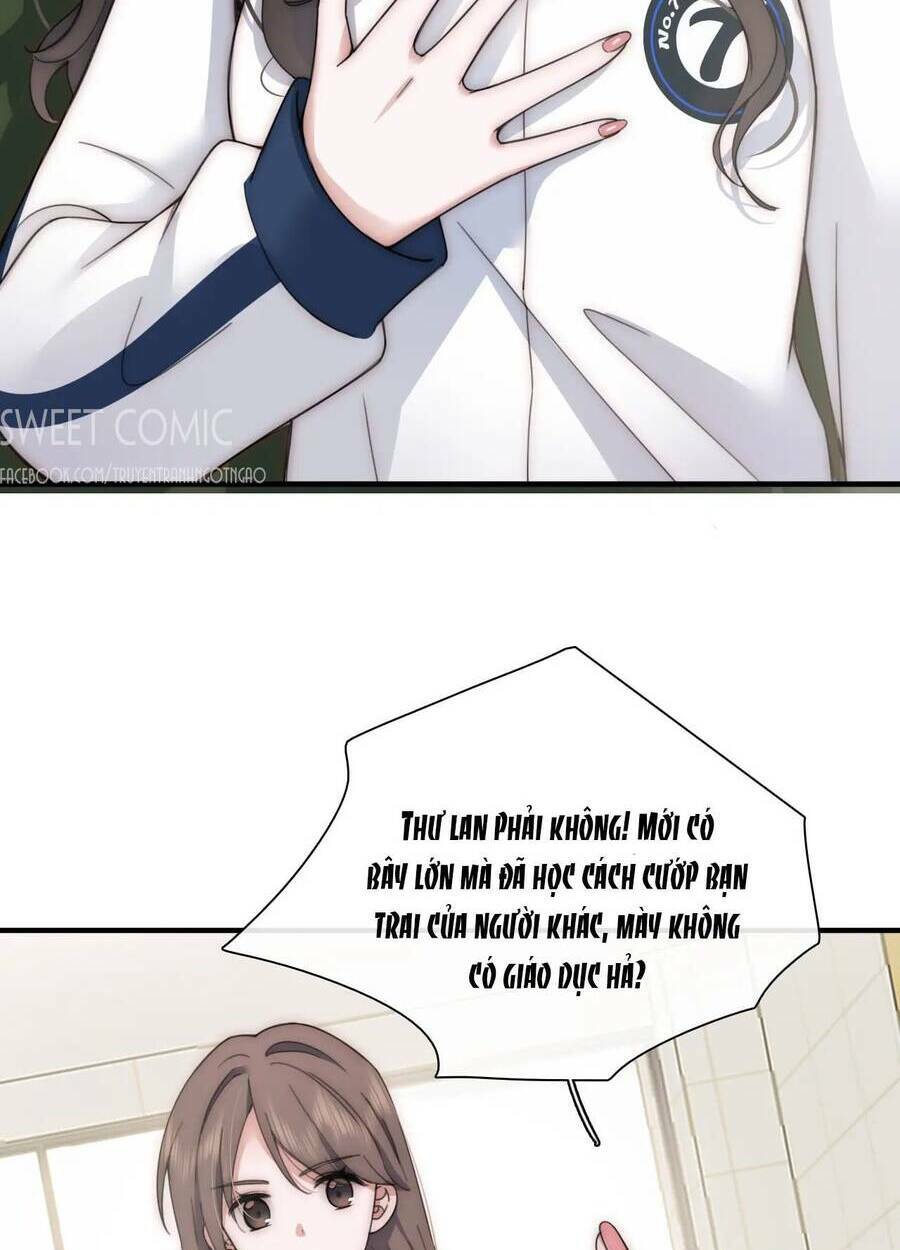 No.7
7
SWEET COMIC
FACEBOOK.COM/TRUYENTRANHNGOTNGAO
THƯ LAN PHẢI KHÔNG! MỚI CÓ
BÂY LỚN MÀ ĐÃ HỌC CÁCH CƯỚP BẠN
TRAI CỦA NGƯỜI KHÁC, MÀY KHÔNG
CÓ GIÁO DỤC HẢ?